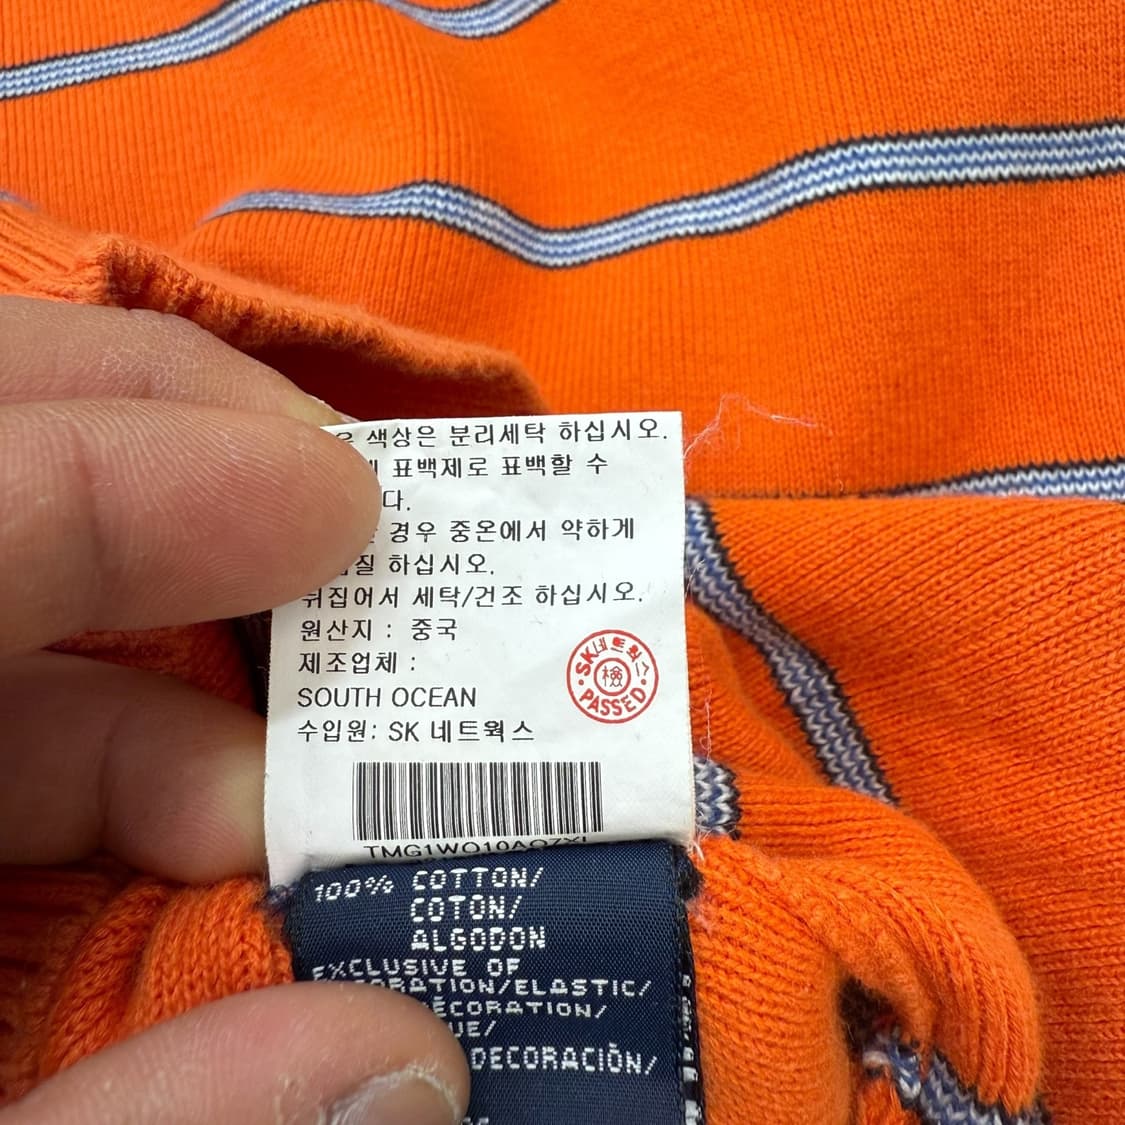 색상은 분리세탁 하십시오.
표백제로 표백할 수
다.
경우 중온에서 약하게
질 하십시오.
뒤집어서 세탁/건조 하십시오.
원산지 : 중국
제조업체 :
SOUTH OCEAN
수입원: SK 네트웍스
SK네트웍스
檢
PASSED
100% COTTON/
COTON/
ALGODON
EXCLUSIVE OF
ORATION/ELASTIC/
DÉCORATION/
UE/
DECORACIÓN/